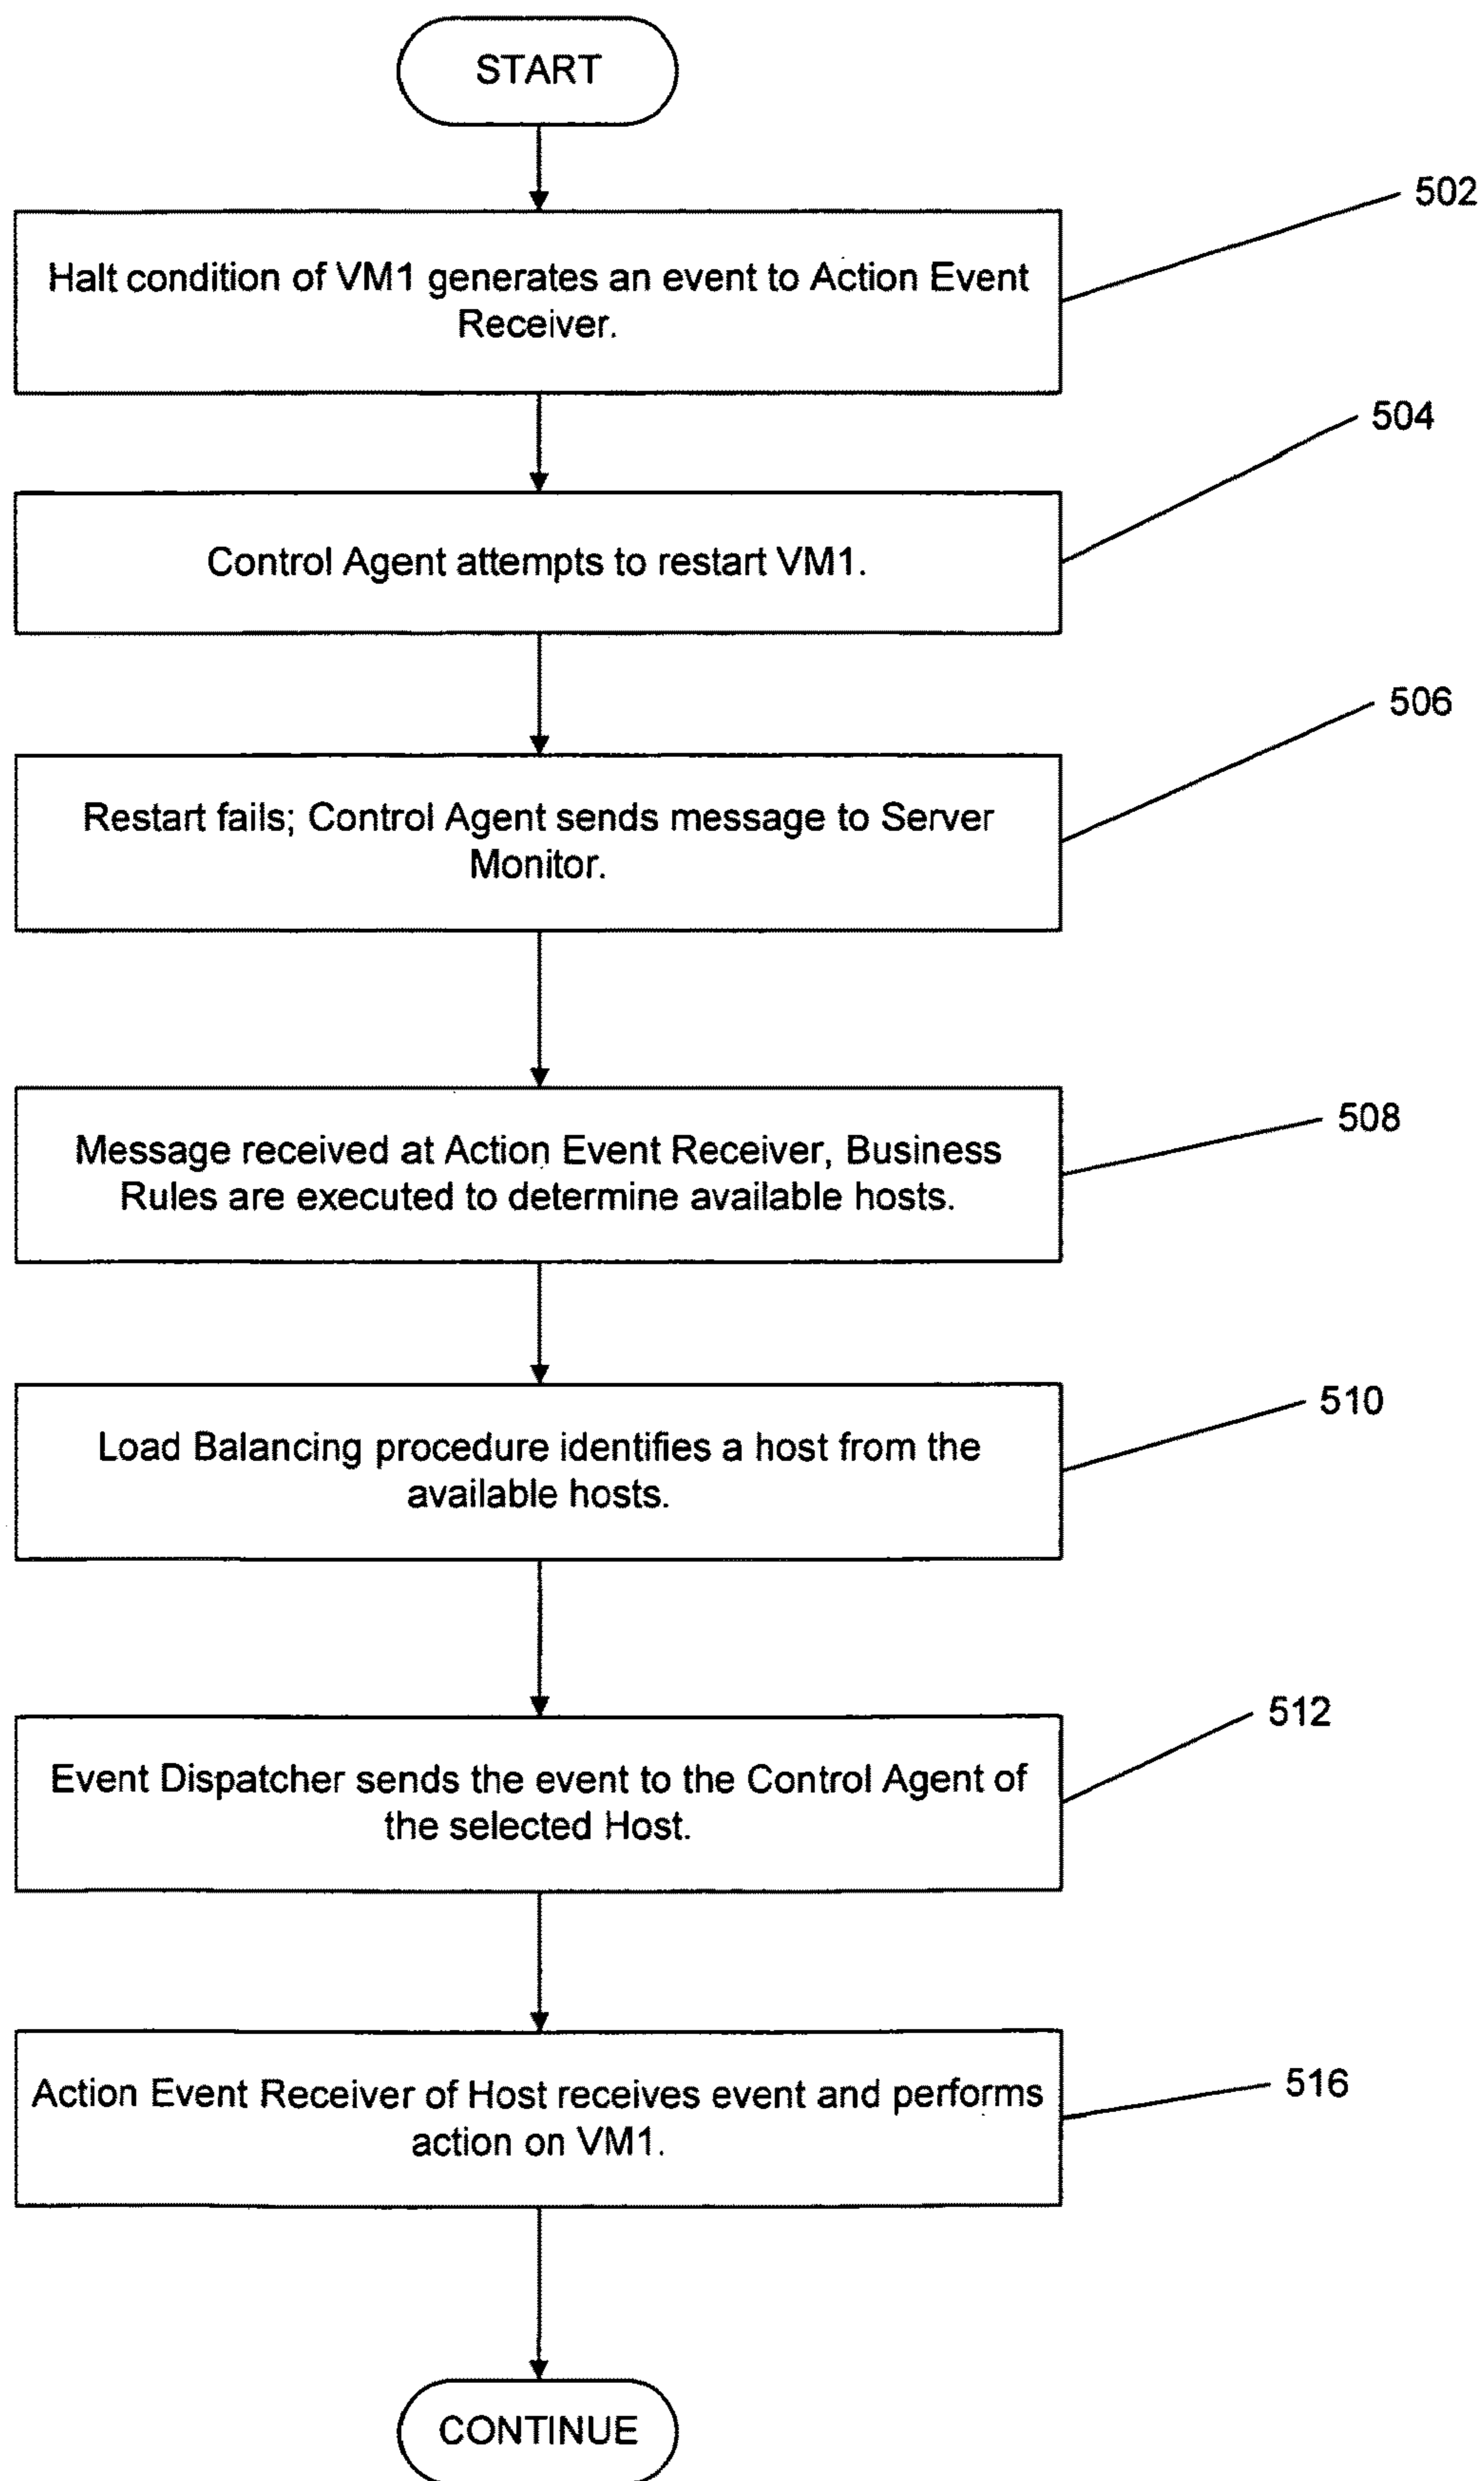 START
502
Halt condition of VM1 generates an event to Action Event
Receiver.
504
Control Agent attempts to restart VM1.
506
Restart fails; Control Agent sends message to Server
Monitor.
508
Message received at Action Event Receiver, Business
Rules are executed to determine available hosts.
510
Load Balancing procedure identifies a host from the
available hosts.
512
Event Dispatcher sends the event to the Control Agent of
the selected Host.
516
Action Event Receiver of Host receives event and performs
action on VM1.
CONTINUE